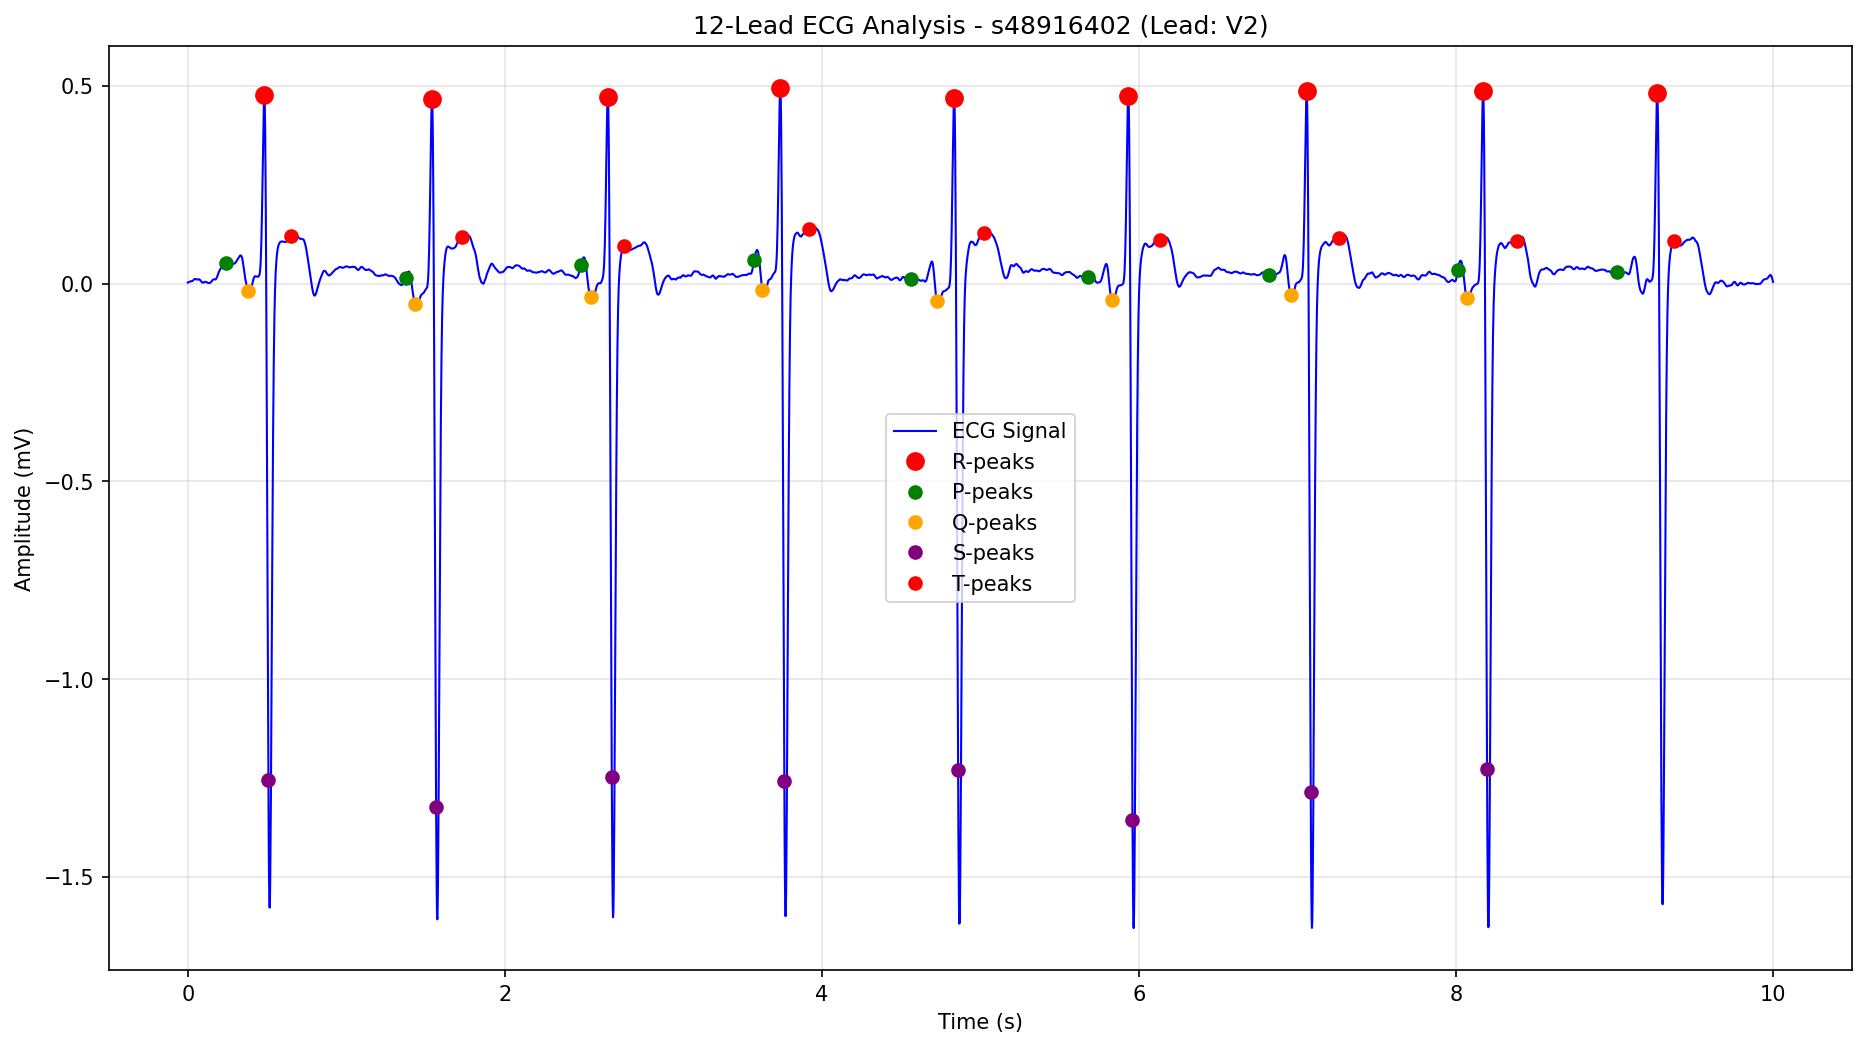 12-Lead ECG Analysis - s48916402 (Lead: V2)
Amplitude (mV)
0.5
0.0
−0.5
−1.0
−1.5
ECG Signal
R-peaks
P-peaks
Q-peaks
S-peaks
T-peaks
0 2 4 6 8 10
Time (s)